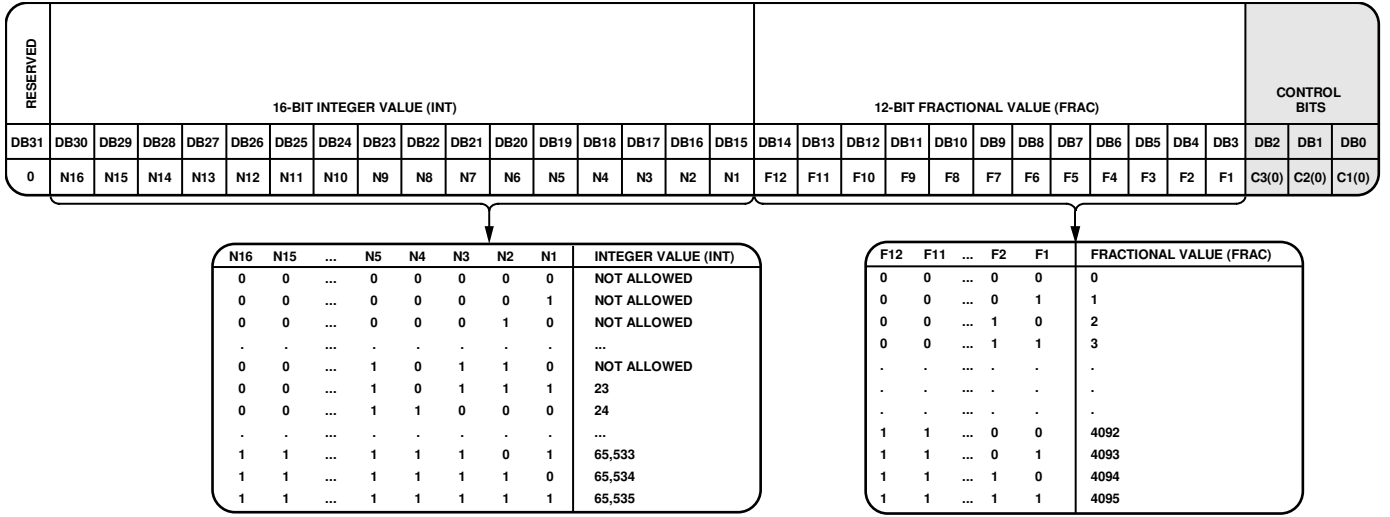 RESERVED
16-BIT INTEGER VALUE (INT) 12-BIT FRACTIONAL VALUE (FRAC) CONTROL BITS
DB31 DB30 DB29 DB28 DB27 DB26 DB25 DB24 DB23 DB22 DB21 DB20 DB19 DB18 DB17 DB16 DB15 DB14 DB13 DB12 DB11 DB10 DB9 DB8 DB7 DB6 DB5 DB4 DB3 DB2 DB1 DB0
0 N16 N15 N14 N13 N12 N11 N10 N9 N8 N7 N6 N5 N4 N3 N2 N1 F12 F11 F10 F9 F8 F7 F6 F5 F4 F3 F2 F1 C3(0) C2(0) C1(0)
N16 N15 ... N5 N4 N3 N2 N1 INTEGER VALUE (INT)
0 0 ... 0 0 0 0 0 NOT ALLOWED
0 0 ... 0 0 0 0 1 NOT ALLOWED
0 0 ... 0 0 0 1 0 NOT ALLOWED
. . ... . . . . . ...
0 0 ... 1 0 1 1 0 NOT ALLOWED
0 0 ... 1 0 1 1 1 23
0 0 ... 1 1 0 0 0 24
. . ... . . . . . ...
1 1 ... 1 1 1 0 1 65,533
1 1 ... 1 1 1 1 0 65,534
1 1 ... 1 1 1 1 1 65,535
F12 F11 ... F2 F1 FRACTIONAL VALUE (FRAC)
0 0 ... 0 0 0
0 0 ... 0 1 1
0 0 ... 1 0 2
0 0 ... 1 1 3
. . ... . . .
. . ... . . .
. . ... . . .
1 1 ... 0 0 4092
1 1 ... 0 1 4093
1 1 ... 1 0 4094
1 1 ... 1 1 4095